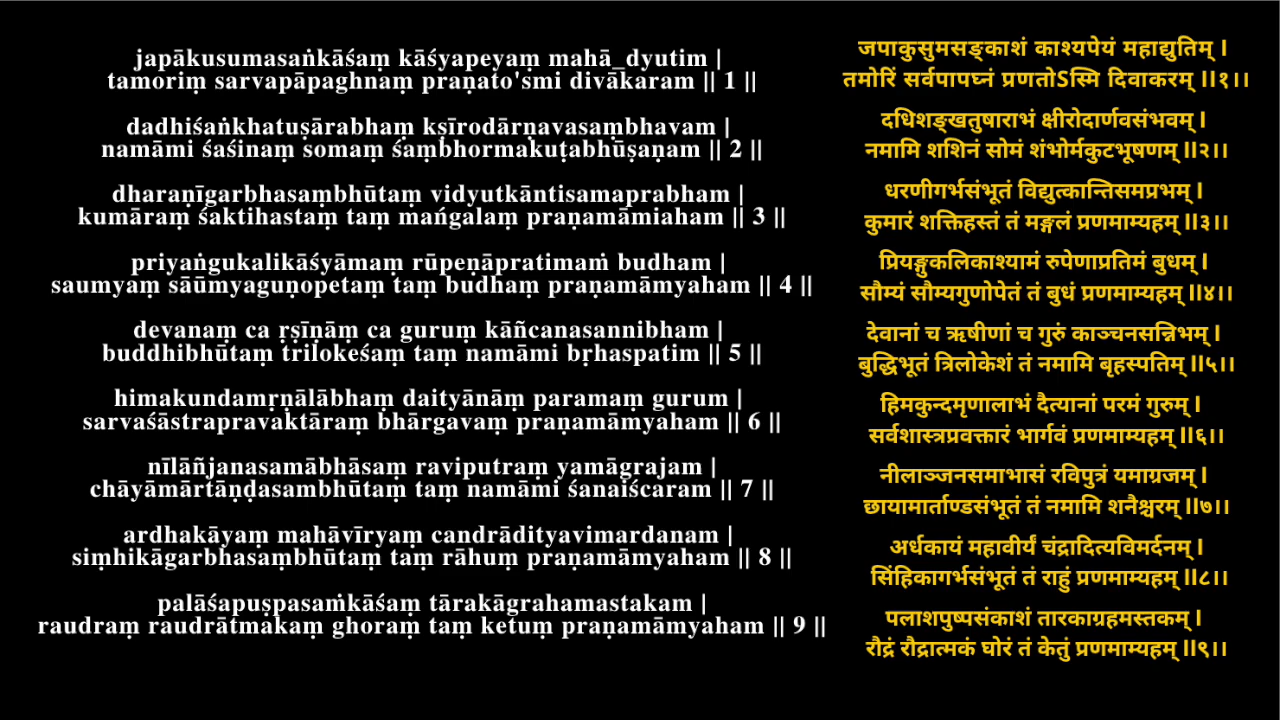 japākusumasaṅkāśaṃ kāśyapeyaṃ mahā_dyutim |
tamoriṃ sarvapāpaghnaṃ praṇato'smi divākaram || 1 ||
dadhiśaṅkhatuṣārabhaṃ kṣīrodārṇavasaṃbhavam |
namāmi śaśinaṃ somaṃ śaṃbhormakuṭabhūṣaṇam || 2 ||
dharaṇīgarbhasaṃbhūtaṃ vidyutkāntisamaprabham |
kumāraṃ śaktihastaṃ taṃ mańgalaṃ praṇamāmiaham || 3 ||
priyaṅgukalikāśyāmaṃ rūpeṇāpratimaṁ budham |
saumyaṃ sāūmyaguṇopetaṃ taṃ budhaṃ praṇamāmyaham || 4 ||
devanaṃ ca ṛṣīṇāṃ ca guruṃ kāñcanasannibham |
buddhibhūtaṃ trilokeśaṃ taṃ namāmi bṛhaspatim || 5 ||
himakundamṛṇālābhaṃ daityānāṃ paramaṃ gurum |
sarvaśāstrapravaktāraṃ bhārgavaṃ praṇamāmyaham || 6 ||
nīlāñjanasamābhāsaṃ raviputraṃ yamāgrajam |
chāyāmārtāṇḍasambhūtaṃ taṃ namāmi śanaiścaram || 7 ||
ardhakāyaṃ mahāvīryaṃ candrādityavimardanam |
siṃhikāgarbhasaṃbhūtaṃ taṃ rāhuṃ praṇamāmyaham || 8 ||
palāśapuṣpasaṁkāśaṃ tārakāgrahamastakam |
raudraṃ raudrātmakaṃ ghoraṃ taṃ ketuṃ praṇamāmyaham || 9 ||
जपाकुसुमसङ्काशं काश्यपेयं महाद्युतिम् ।
तमोरिं सर्वपापघ्नं प्रणतोऽस्मि दिवाकरम् ।।१।।
दधिशङ्खतुषाराभं क्षीरोदार्णवसंभवम् ।
नमामि शशिनं सोमं शंभोर्मकुटभूषणम् ।।२।।
धरणीगर्भसंभूतं विद्युत्कान्तिसमप्रभम् ।
कुमारं शक्तिहस्तं तं मङ्गलं प्रणमाम्यहम् ।।३।।
प्रियङ्गुकलिकाश्यामं रुपेणाप्रतिमं बुधम् ।
सौम्यं सौम्यगुणोपेतं तं बुधं प्रणमाम्यहम् ।।४।।
देवानां च ऋषीणां च गुरुं काञ्चनसन्निभम् ।
बुद्धिभूतं त्रिलोकेशं तं नमामि बृहस्पतिम् ।।५।।
हिमकुन्दमृणालाभं दैत्यानां परमं गुरुम् ।
सर्वशास्त्रप्रवक्तारं भार्गवं प्रणमाम्यहम् ।।६।।
नीलाञ्जनसमाभासं रविपुत्रं यमाग्रजम् ।
छायामार्ताण्डसंभूतं तं नमामि शनैश्चरम् ।।७।।
अर्धकायं महावीर्यं चंद्रादित्यविमर्दनम् ।
सिंहिकागर्भसंभूतं तं राहुं प्रणमाम्यहम् ।।८।।
पलाशपुष्पसंकाशं तारकाग्रहमस्तकम् ।
रौद्रं रौद्रात्मकं घोरं तं केतुं प्रणमाम्यहम् ।।९।।